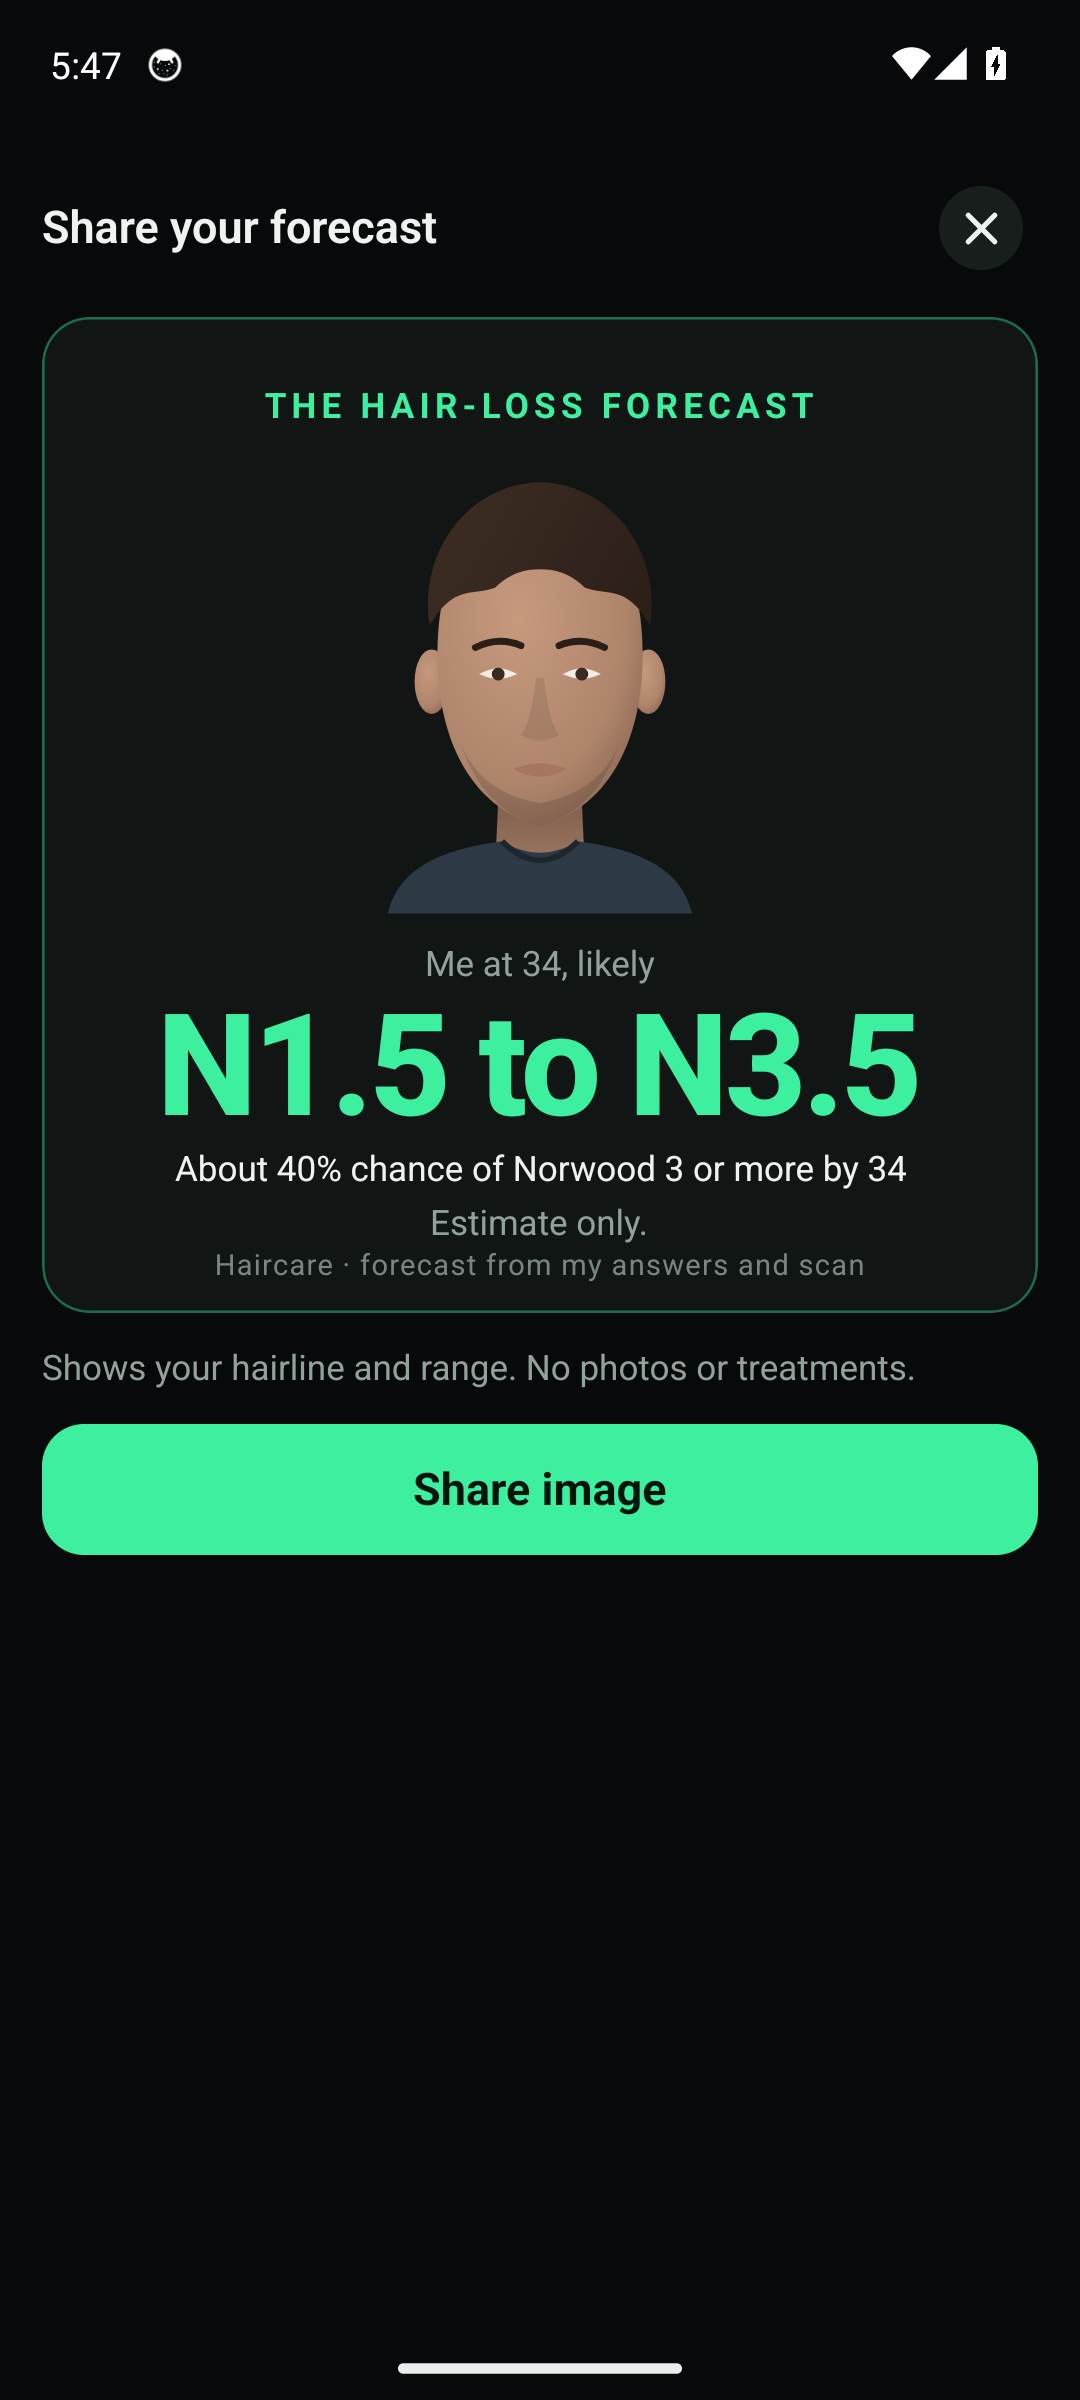 5:47
Share your forecast
THE HAIR-LOSS FORECAST
Me at 34, likely
N1.5 to N3.5
About 40% chance of Norwood 3 or more by 34
Estimate only.
Haircare · forecast from my answers and scan
Shows your hairline and range. No photos or treatments.
Share image